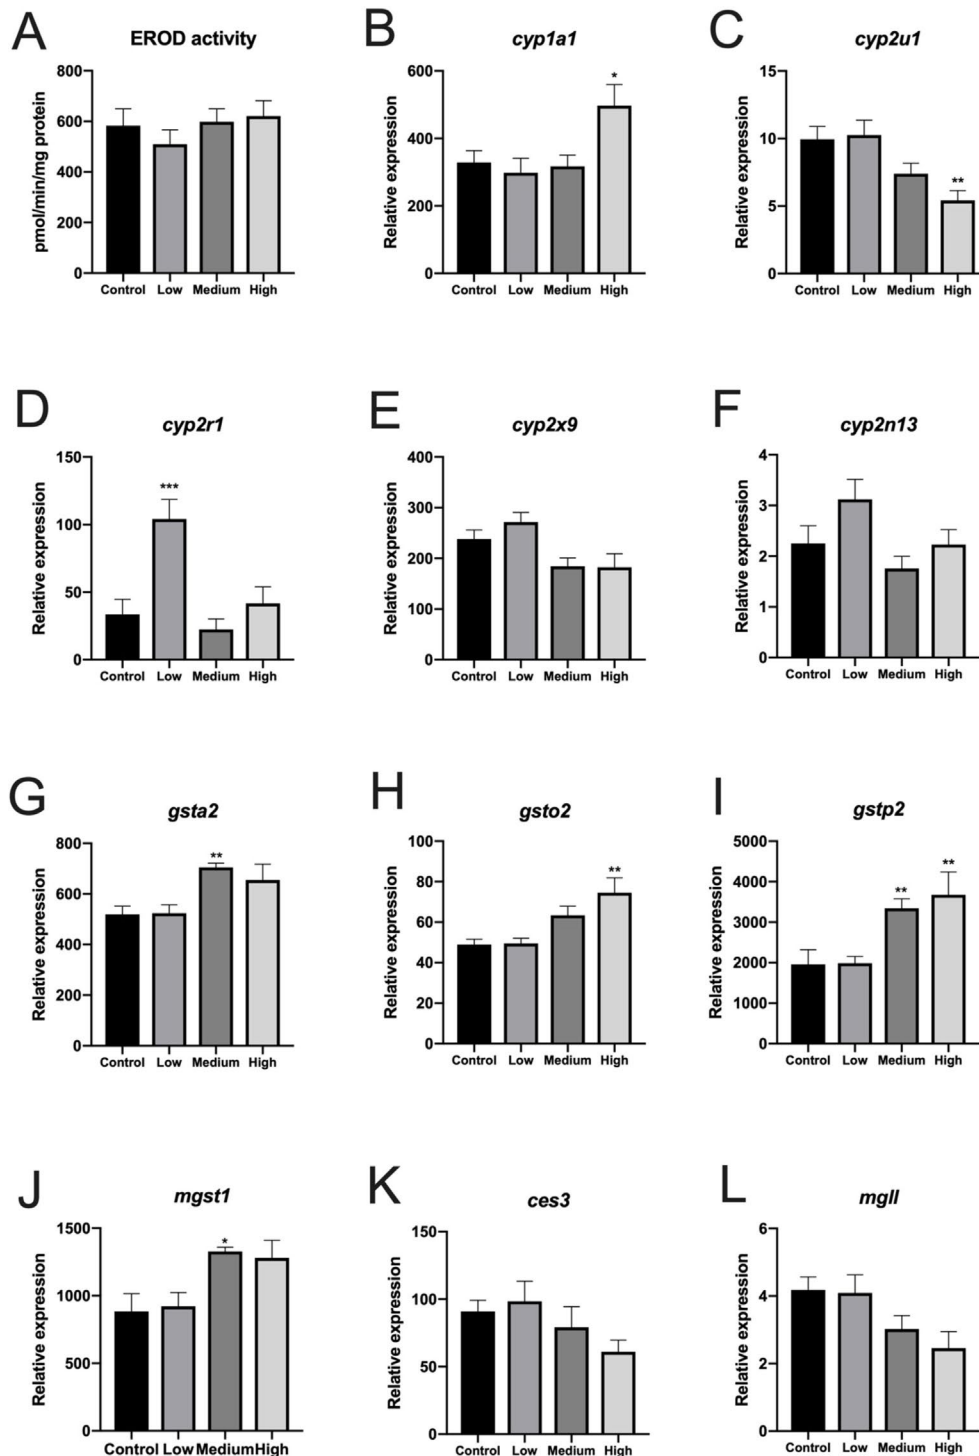 A
EROD activity
pmol/min/mg protein
800
600
400
200
0
Control Low Medium High
B
cyp1a1
Relative expression
600
400
200
0
*
Control Low Medium High
C
cyp2u1
Relative expression
15
10
5
0
**
Control Low Medium High
D
cyp2r1
Relative expression
150
100
50
0
***
Control Low Medium High
E
cyp2x9
Relative expression
400
300
200
100
0
Control Low Medium High
F
cyp2n13
Relative expression
4
3
2
1
0
Control Low Medium High
G
gsta2
Relative expression
800
600
400
200
0
**
Control Low Medium High
H
gsto2
Relative expression
100
80
60
40
20
0
**
Control Low Medium High
I
gstp2
Relative expression
5000
4000
3000
2000
1000
0
** **
Control Low Medium High
J
mgst1
Relative expression
1500
1000
500
0
*
Control Low Medium High
K
ces3
Relative expression
150
100
50
0
Control Low Medium High
L
mgll
Relative expression
6
4
2
0
Control Low Medium High